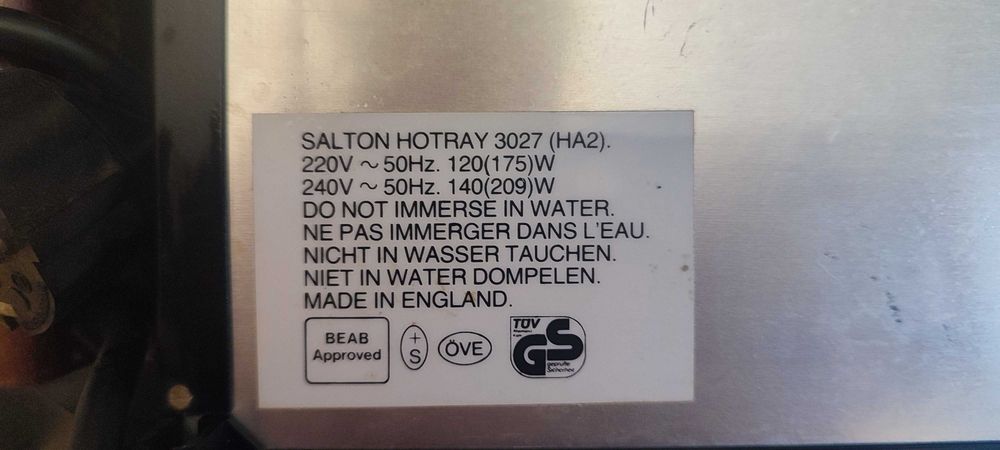 SALTON HOTRAY 3027 (HA2).
220V ~ 50Hz. 120(175)W
240V ~ 50Hz. 140(209)W
DO NOT IMMERSE IN WATER.
NE PAS IMMERGER DANS L'EAU.
NICHT IN WASSER TAUCHEN.
NIET IN WATER DOMPELEN.
MADE IN ENGLAND.
BEAB
Approved
+
S
ÖVE
TÜV
GS
geprüfte
Sicherheit